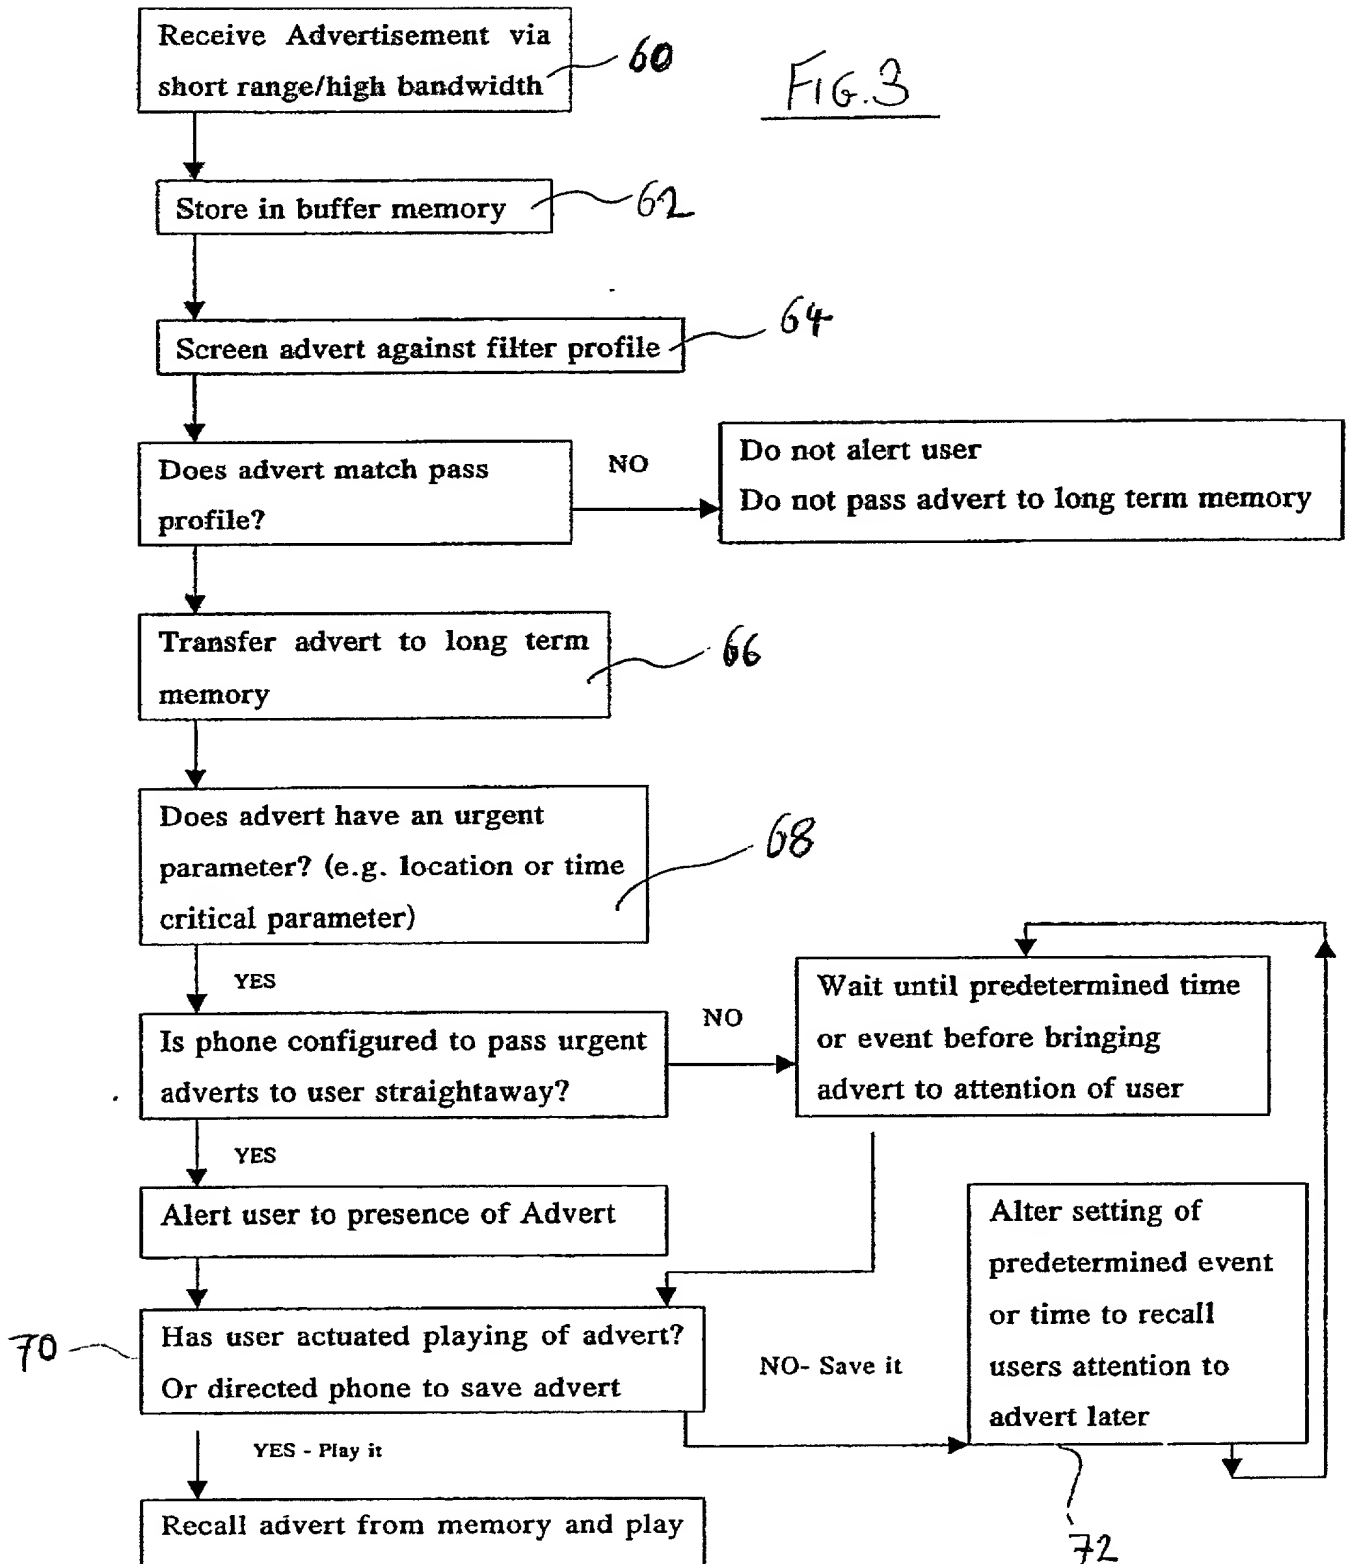 Receive Advertisement via
short range/high bandwidth
60
FIG.3
Store in buffer memory
62
Screen advert against filter profile
64
Does advert match pass
profile?
NO
Do not alert user
Do not pass advert to long term memory
Transfer advert to long term
memory
66
Does advert have an urgent
parameter? (e.g. location or time
critical parameter)
68
YES
Is phone configured to pass urgent
adverts to user straightaway?
NO
Wait until predetermined time
or event before bringing
advert to attention of user
YES
Alert user to presence of Advert
70
Has user actuated playing of advert?
Or directed phone to save advert
NO- Save it
Alter setting of
predetermined event
or time to recall
users attention to
advert later
72
YES - Play it
Recall advert from memory and play